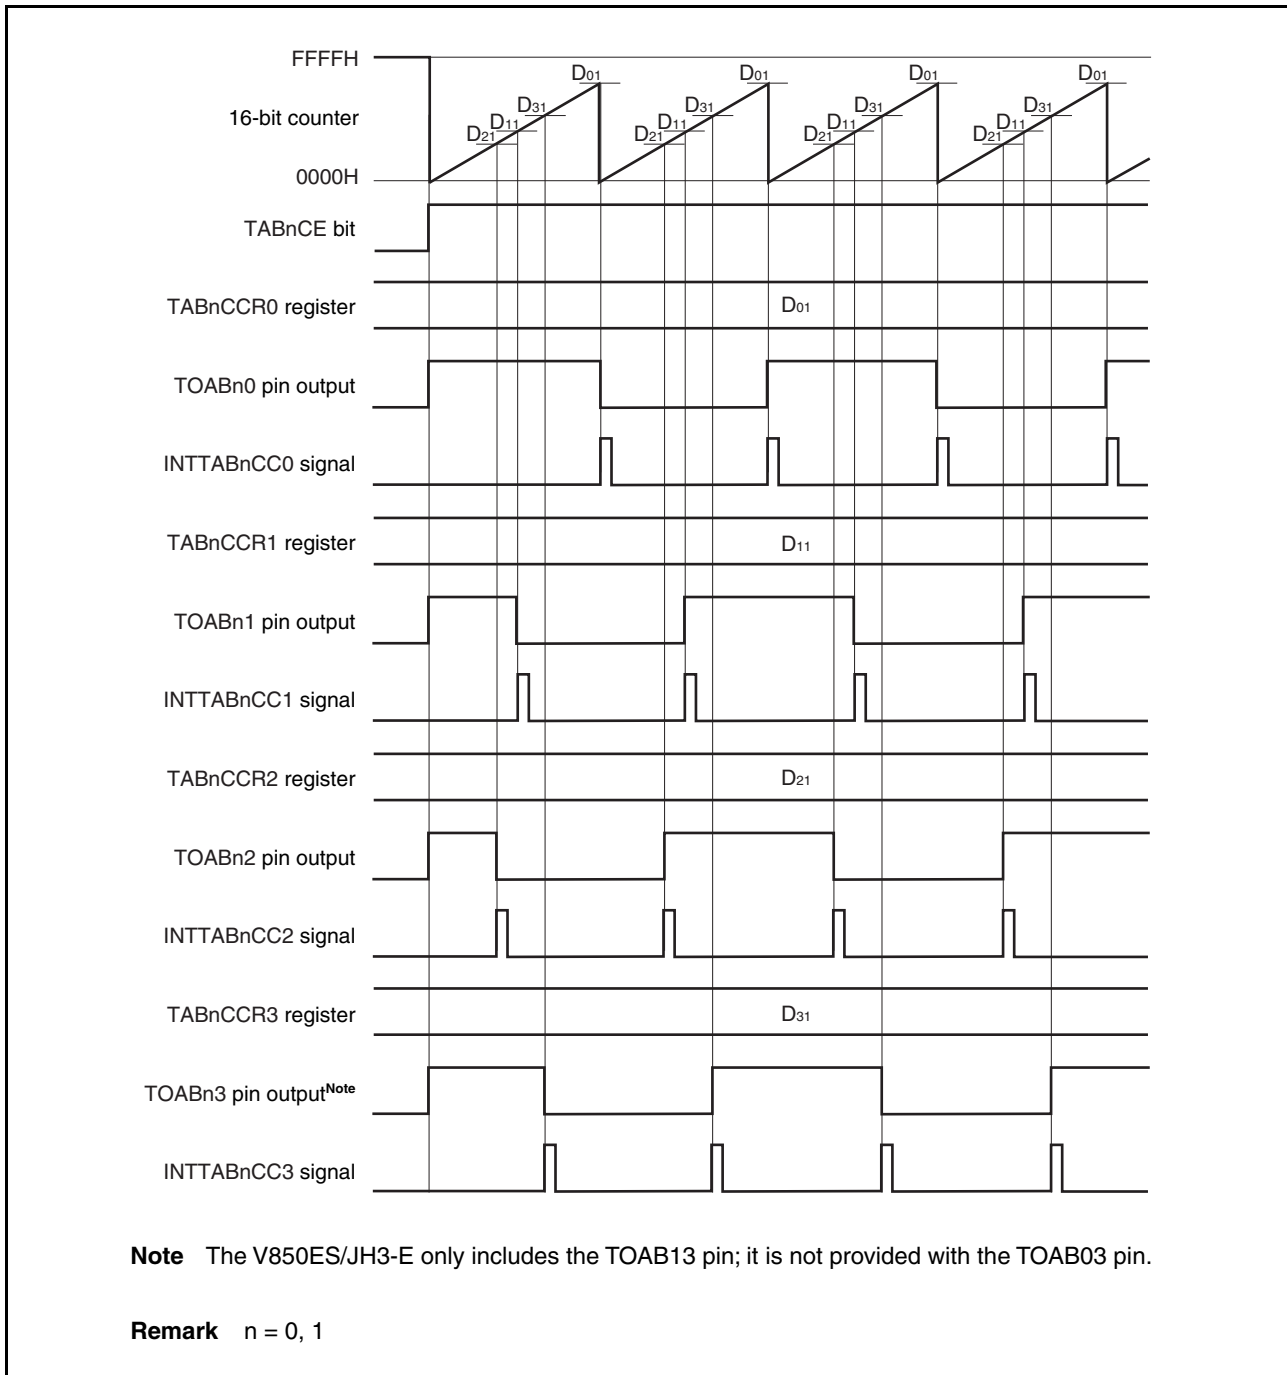 FFFFH
D01 D01 D01 D01
D31 D31 D31 D31
16-bit counter
D11 D11 D11 D11
D21 D21 D21 D21
0000H
TABnCE bit
TABnCCR0 register
D01
TOABn0 pin output
INTTABnCC0 signal
TABnCCR1 register
D11
TOABn1 pin output
INTTABnCC1 signal
TABnCCR2 register
D21
TOABn2 pin output
INTTABnCC2 signal
TABnCCR3 register
D31
TOABn3 pin outputNote
INTTABnCC3 signal
Note The V850ES/JH3-E only includes the TOAB13 pin; it is not provided with the TOAB03 pin.
Remark n = 0, 1